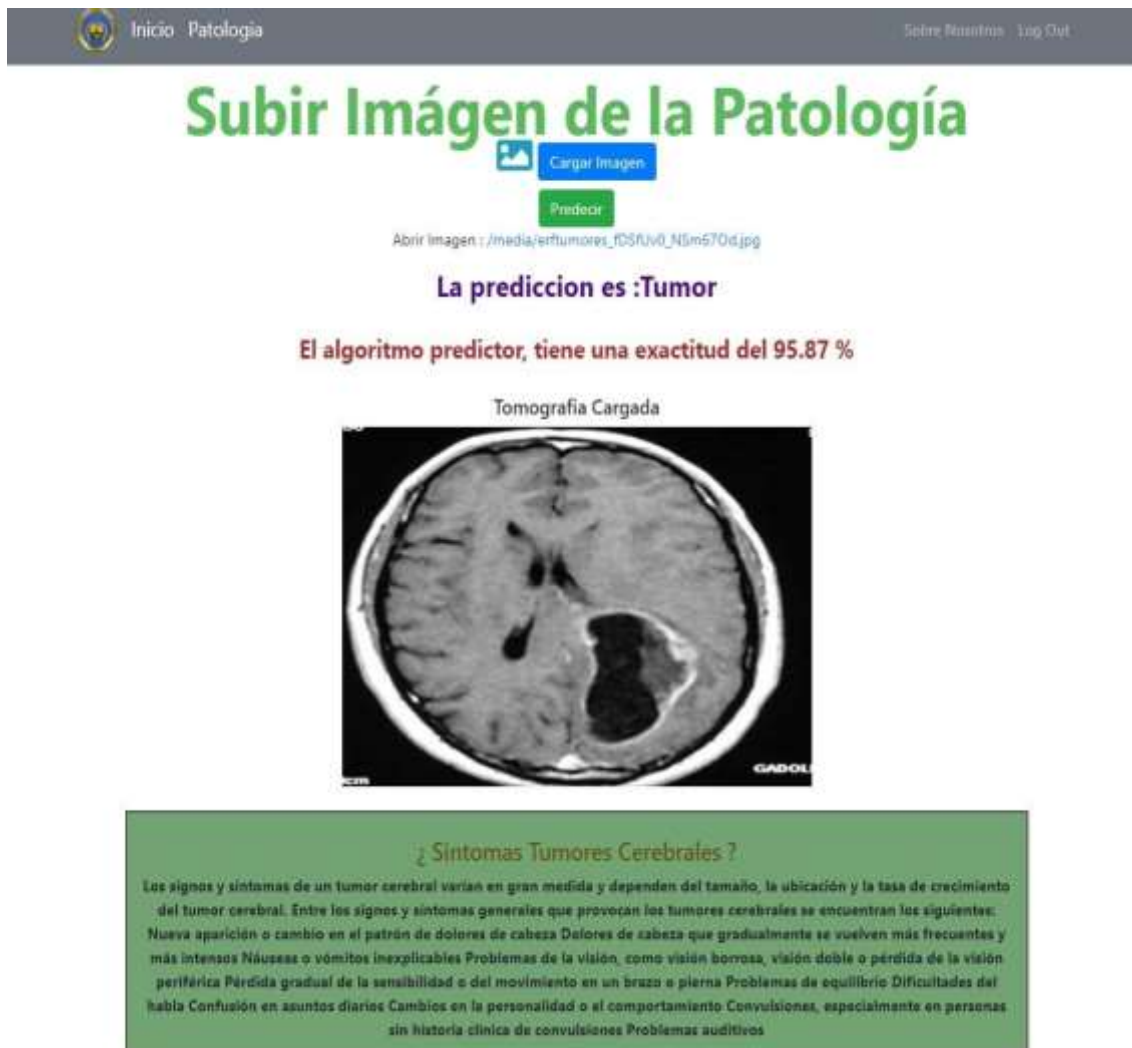 Inicio Patologia
Sobre Nosotros Log Out
Subir Imágen de la Patología
Cargar Imagen
Predecir
Abrir Imagen : /media/erftumores_fDSfUv0_NSm67Od.jpg
La prediccion es :Tumor
El algoritmo predictor, tiene una exactitud del 95.87 %
Tomografia Cargada
GADOL
cm
¿ Sintomas Tumores Cerebrales ?
Los signos y síntomas de un tumor cerebral varían en gran medida y dependen del tamaño, la ubicación y la tasa de crecimiento
del tumor cerebral. Entre los signos y síntomas generales que provocan los tumores cerebrales se encuentran los siguientes:
Nueva aparición o cambio en el patrón de dolores de cabeza Dolores de cabeza que gradualmente se vuelven más frecuentes y
más intensos Náuseas o vómitos inexplicables Problemas de la visión, como visión borrosa, visión doble o pérdida de la visión
periférica Pérdida gradual de la sensibilidad o del movimiento en un brazo o pierna Problemas de equilibrio Dificultades del
habla Confusión en asuntos diarios Cambios en la personalidad o el comportamiento Convulsiones, especialmente en personas
sin historia clínica de convulsiones Problemas auditivos